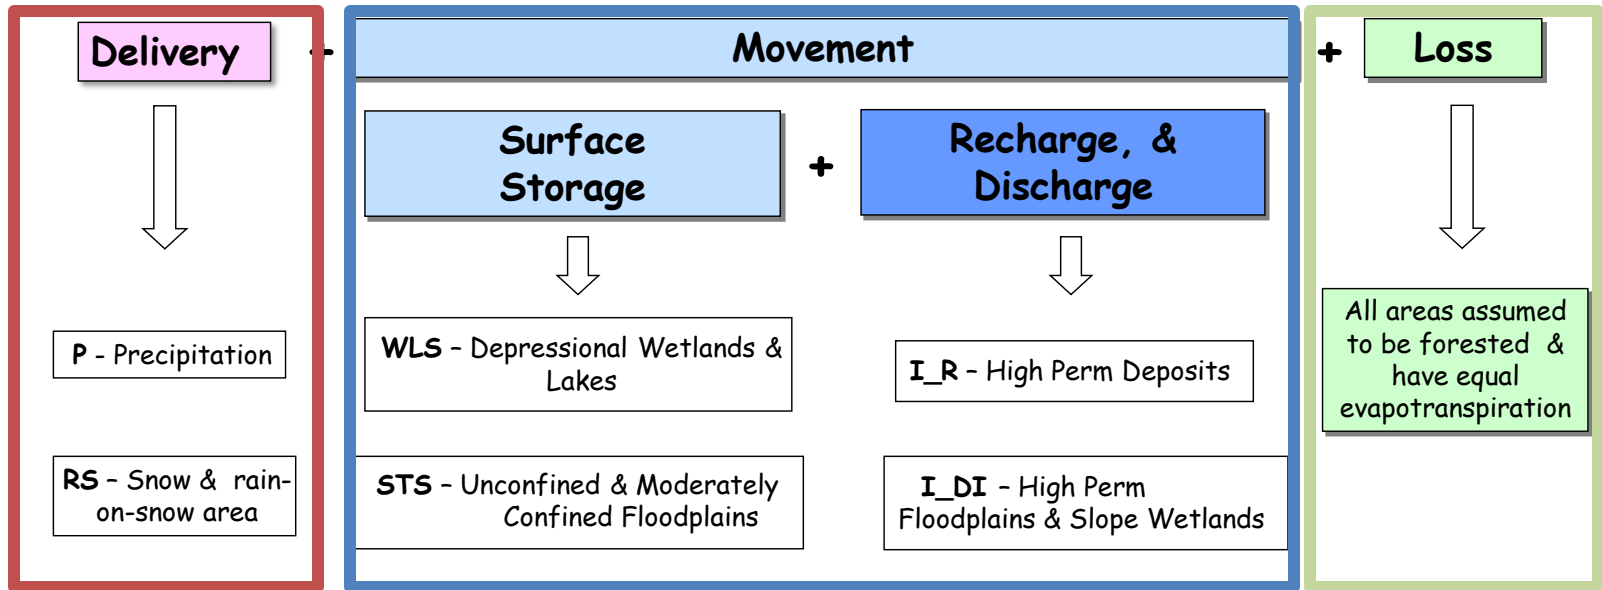 Delivery
+
Movement
+
Loss
Surface
Storage
+
Recharge, &
Discharge
P - Precipitation
RS – Snow & rain-
on-snow area
WLS – Depressional Wetlands &
Lakes
STS – Unconfined & Moderately
Confined Floodplains
I_R – High Perm Deposits
I_DI – High Perm
Floodplains & Slope Wetlands
All areas assumed
to be forested &
have equal
evapotranspiration